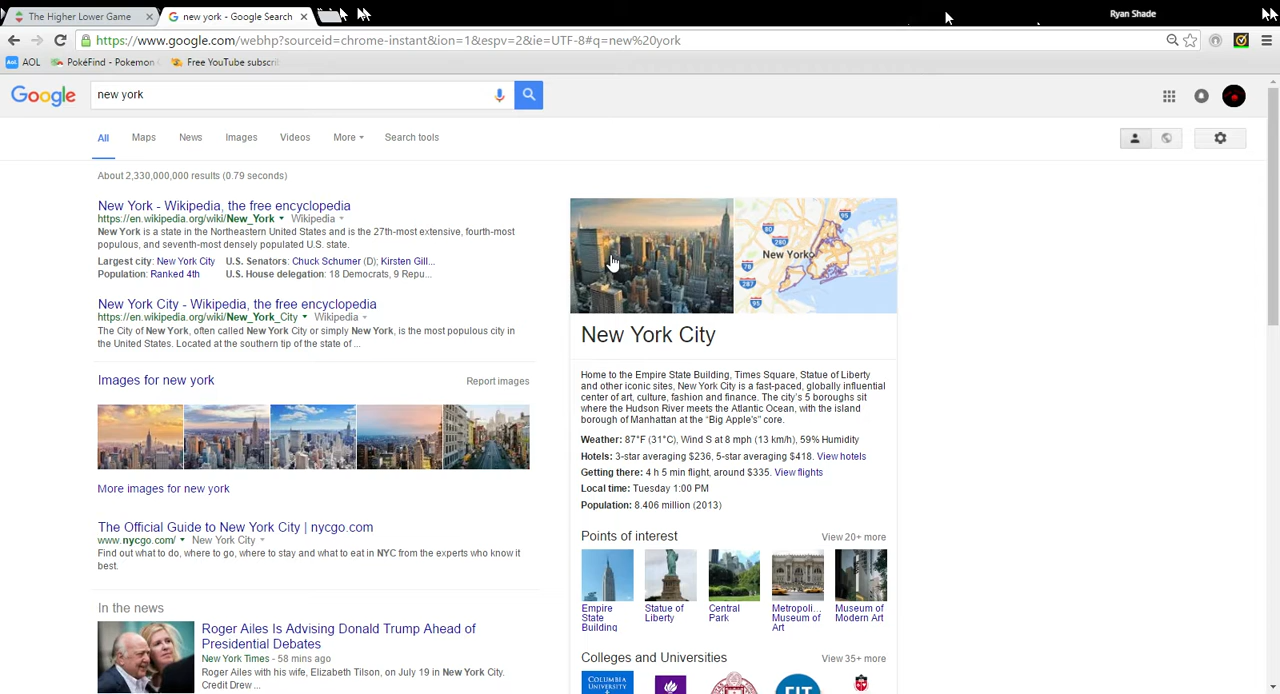 The Higher Lower Game
new york - Google Search
Ryan Shade
https://www.google.com/webhp?sourceid=chrome-instant&ion=1&espv=2&ie=UTF-8#q=new%20york
AOL
PokéFind - Pokemon
Free YouTube subscri
Google
new york
All
Maps
News
Images
Videos
More
Search tools
About 2,330,000,000 results (0.79 seconds)
New York - Wikipedia, the free encyclopedia
https://en.wikipedia.org/wiki/New_York Wikipedia
New York is a state in the Northeastern United States and is the 27th-most extensive, fourth-most
populous, and seventh-most densely populated U.S. state.
Largest city: New York City U.S. Senators: Chuck Schumer (D); Kirsten Gill...
Population: Ranked 4th U.S. House delegation: 18 Democrats, 9 Repu...
New York City - Wikipedia, the free encyclopedia
https://en.wikipedia.org/wiki/New_York_City Wikipedia
The City of New York, often called New York City or simply New York, is the most populous city in
the United States. Located at the southern tip of the state of ...
Images for new york
Report images
More images for new york
The Official Guide to New York City | nycgo.com
www.nycgo.com/ New York City
Find out what to do, where to go, where to stay and what to eat in NYC from the experts who know it
best.
In the news
Roger Ailes Is Advising Donald Trump Ahead of
Presidential Debates
New York Times - 58 mins ago
Roger Ailes with his wife, Elizabeth Tilson, on July 19 in New York City.
Credit Drew ...
95
80
280
New York
78
287
95
New York City
Home to the Empire State Building, Times Square, Statue of Liberty
and other iconic sites, New York City is a fast-paced, globally influential
center of art, culture, fashion and finance. The city's 5 boroughs sit
where the Hudson River meets the Atlantic Ocean, with the island
borough of Manhattan at the "Big Apple's" core.
Weather: 87°F (31°C), Wind S at 8 mph (13 km/h), 59% Humidity
Hotels: 3-star averaging $236, 5-star averaging $418. View hotels
Getting there: 4 h 5 min flight, around $335. View flights
Local time: Tuesday 1:00 PM
Population: 8.406 million (2013)
Points of interest
View 20+ more
Empire
State
Building
Statue of
Liberty
Central
Park
Metropoli...
Museum of
Art
Museum of
Modern Art
Colleges and Universities
View 35+ more
COLUMBIA
UNIVERSITY
FIT